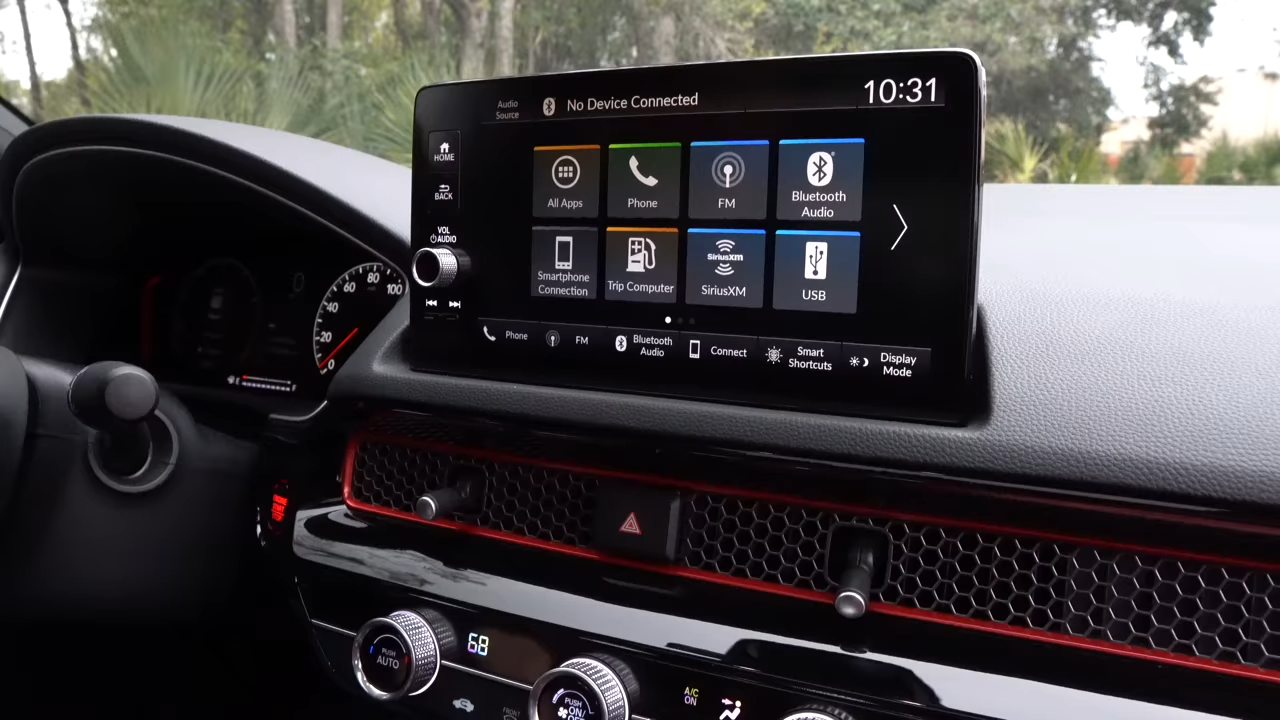 Audio
Source
No Device Connected
10:31
HOME
BACK
VOL
AUDIO
All Apps
Phone
FM
Bluetooth
Audio
Smartphone
Connection
Trip Computer
SiriusXM
SiriusXM
USB
Phone
FM
Bluetooth
Audio
Connect
Smart
Shortcuts
Display
Mode
0
20
40
60
80
100
E
F
PUSH
AUTO
68
PUSH
ON/
OFF
A/C
ON
FRONT